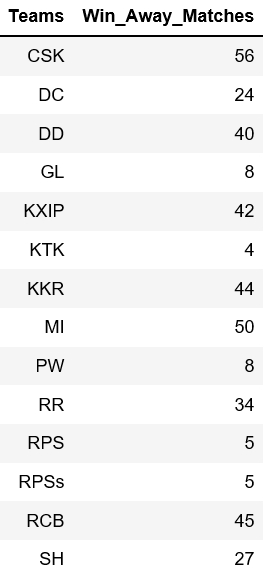 Teams Win_Away_Matches
CSK 56
DC 24
DD 40
GL 8
KXIP 42
KTK 4
KKR 44
MI 50
PW 8
RR 34
RPS 5
RPSs 5
RCB 45
SH 27